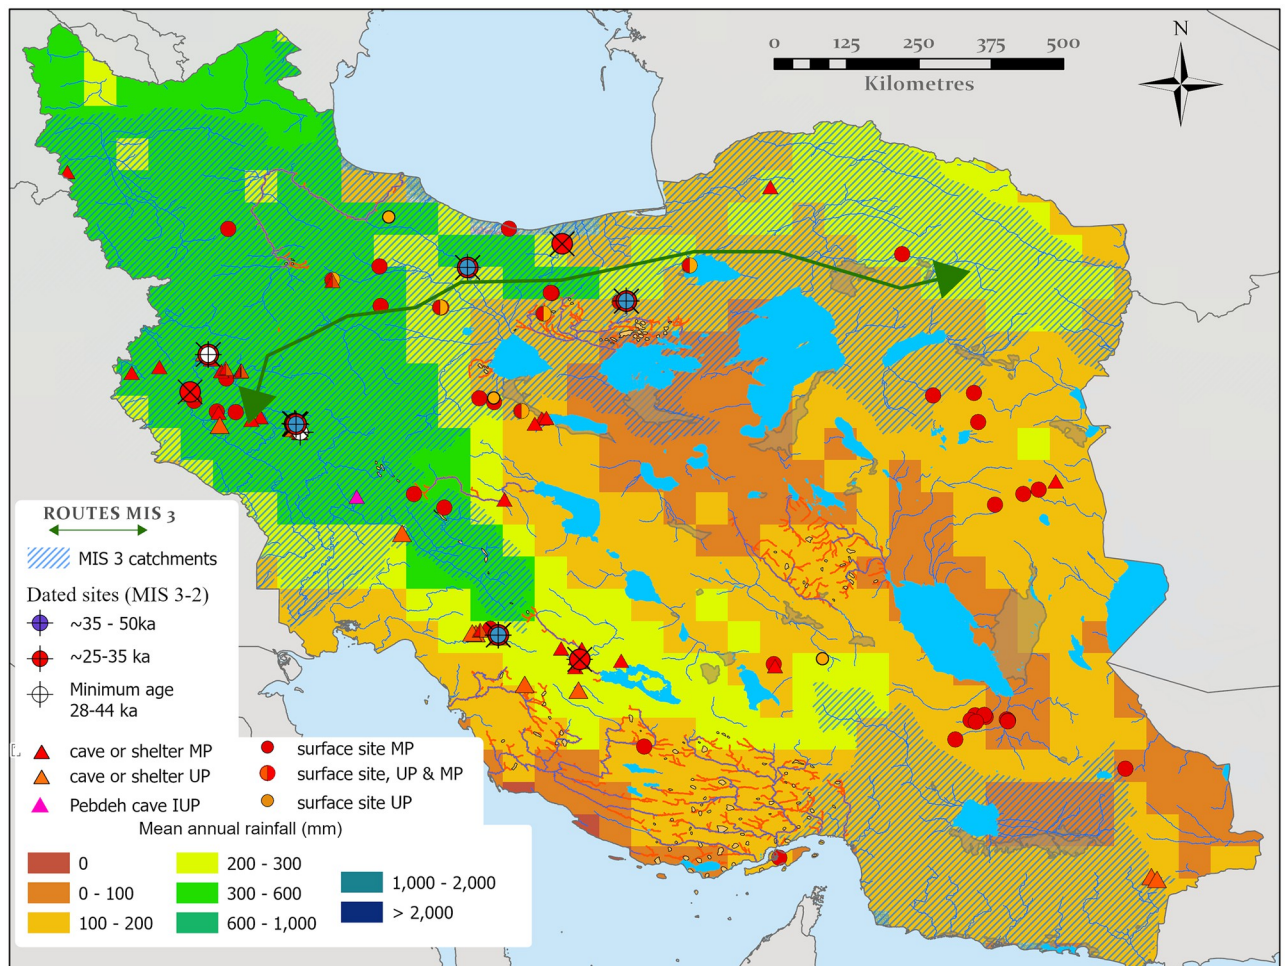 N
0 125 250 375 500
Kilometres
ROUTES MIS 3
MIS 3 catchments
Dated sites (MIS 3-2)
~35 - 50ka
~25-35 ka
Minimum age
28-44 ka
cave or shelter MP
cave or shelter UP
Pebdeh cave IUP
surface site MP
surface site, UP & MP
surface site UP
Mean annual rainfall (mm)
0
0 - 100
100 - 200
200 - 300
300 - 600
600 - 1,000
1,000 - 2,000
> 2,000